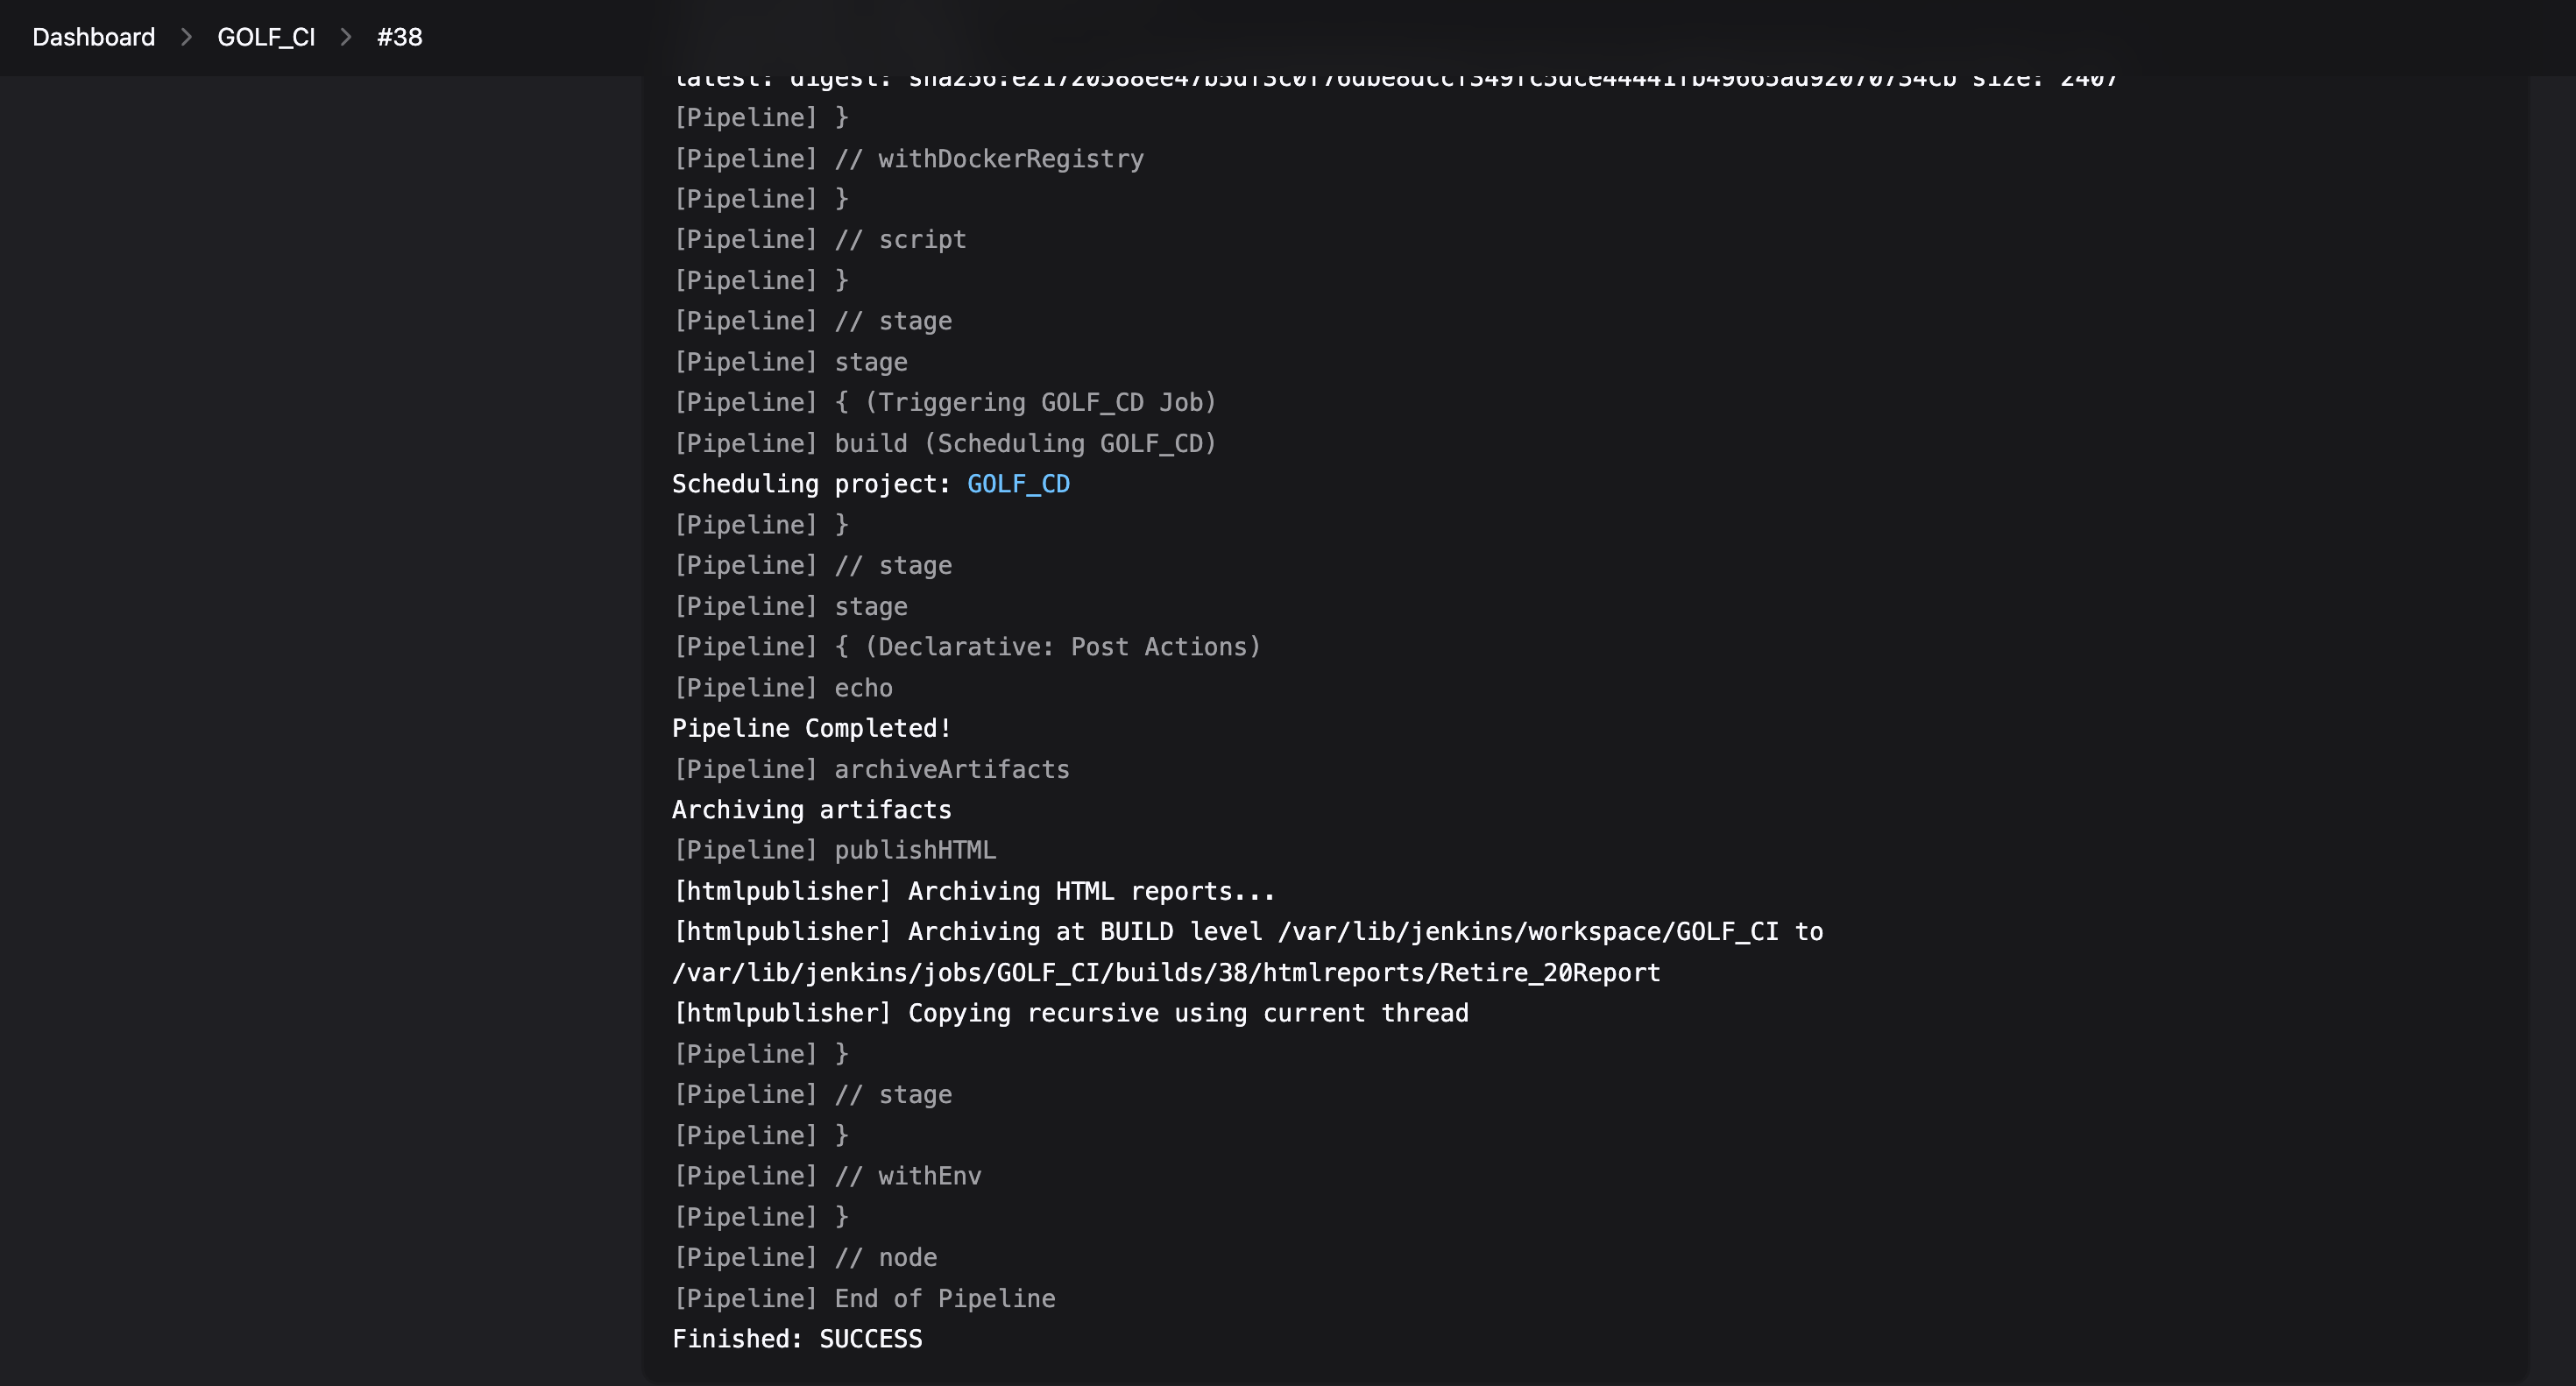 Dashboard > GOLF_CI > #38
latest: digest: size: 2407
[Pipeline] }
[Pipeline] // withDockerRegistry
[Pipeline] }
[Pipeline] // script
[Pipeline] }
[Pipeline] // stage
[Pipeline] stage
[Pipeline] { (Triggering GOLF_CD Job)
[Pipeline] build (Scheduling GOLF_CD)
Scheduling project: GOLF_CD
[Pipeline] }
[Pipeline] // stage
[Pipeline] stage
[Pipeline] { (Declarative: Post Actions)
[Pipeline] echo
Pipeline Completed!
[Pipeline] archiveArtifacts
Archiving artifacts
[Pipeline] publishHTML
[htmlpublisher] Archiving HTML reports...
[htmlpublisher] Archiving at BUILD level /var/lib/jenkins/workspace/GOLF_CI to
/var/lib/jenkins/jobs/GOLF_CI/builds/38/htmlreports/Retire_20Report
[htmlpublisher] Copying recursive using current thread
[Pipeline] }
[Pipeline] // stage
[Pipeline] }
[Pipeline] // withEnv
[Pipeline] }
[Pipeline] // node
[Pipeline] End of Pipeline
Finished: SUCCESS